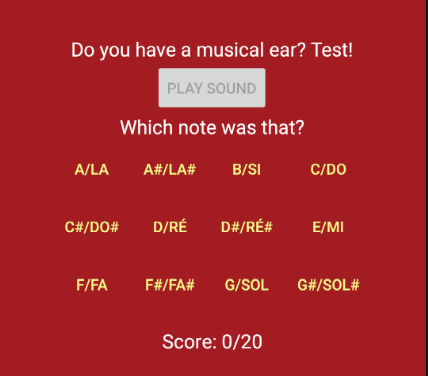 Do you have a musical ear? Test!
PLAY SOUND
Which note was that?
A/LA A#/LA# B/SI C/DO
C#/DO# D/RÉ D#/RÉ# E/MI
F/FA F#/FA# G/SOL G#/SOL#
Score: 0/20